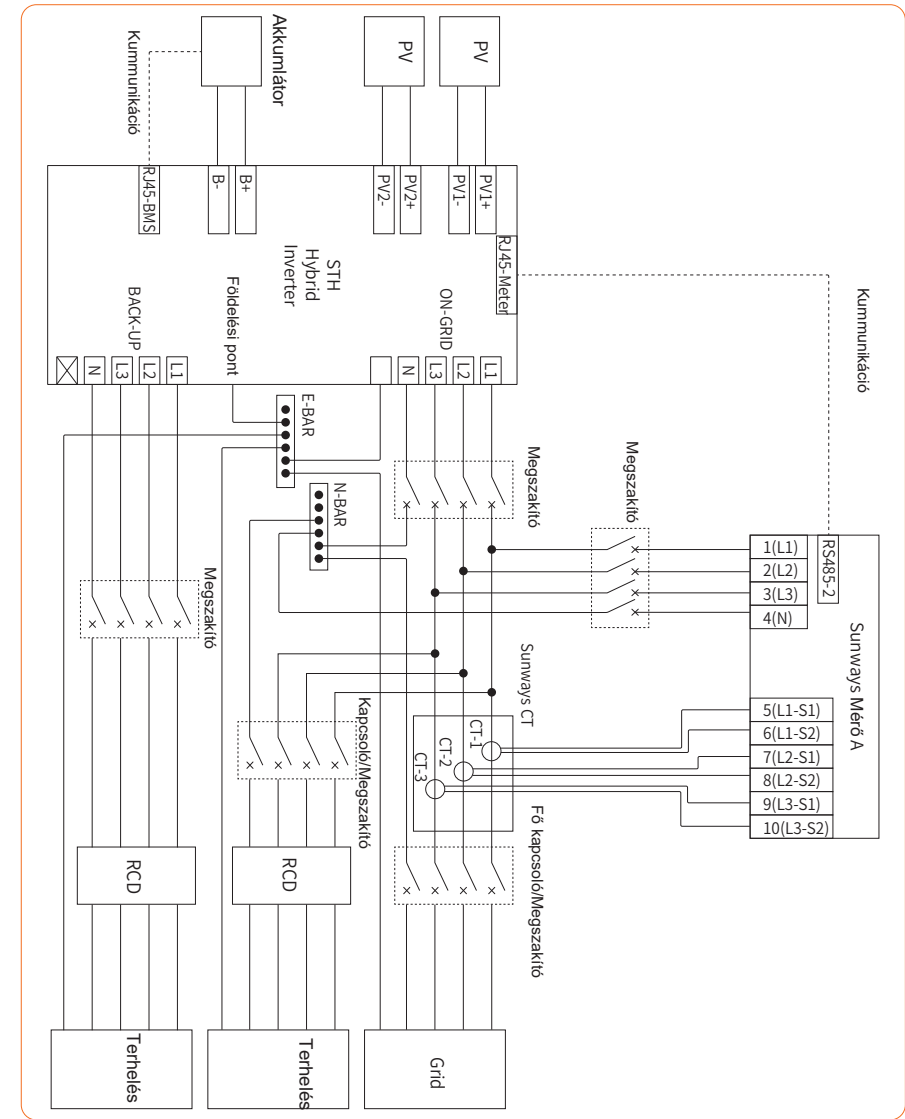 Akkumlátor
Kummunikáció
PV
PV
RJ45-BMS
B-
B+
PV2-
PV2+
PV1-
PV1+
RJ45-Meter
STH
Hybrid
Inverter
Földelési pont
BACK-UP
ON-GRID
N
L3
L2
L1
N
L3
L2
L1
Kummunikáció
E-BAR
N-BAR
Megszakító
Megszakító
Megszakító
RS485-2
1(L1)
2(L2)
3(L3)
4(N)
Sunways Mérő A
5(L1-S1)
6(L1-S2)
7(L2-S1)
8(L2-S2)
9(L3-S1)
10(L3-S2)
Sunways CT
CT-1
CT-2
CT-3
Kapcsoló/Megszakító
Fő kapcsoló/Megszakító
RCD
RCD
Terhelés
Terhelés
Grid